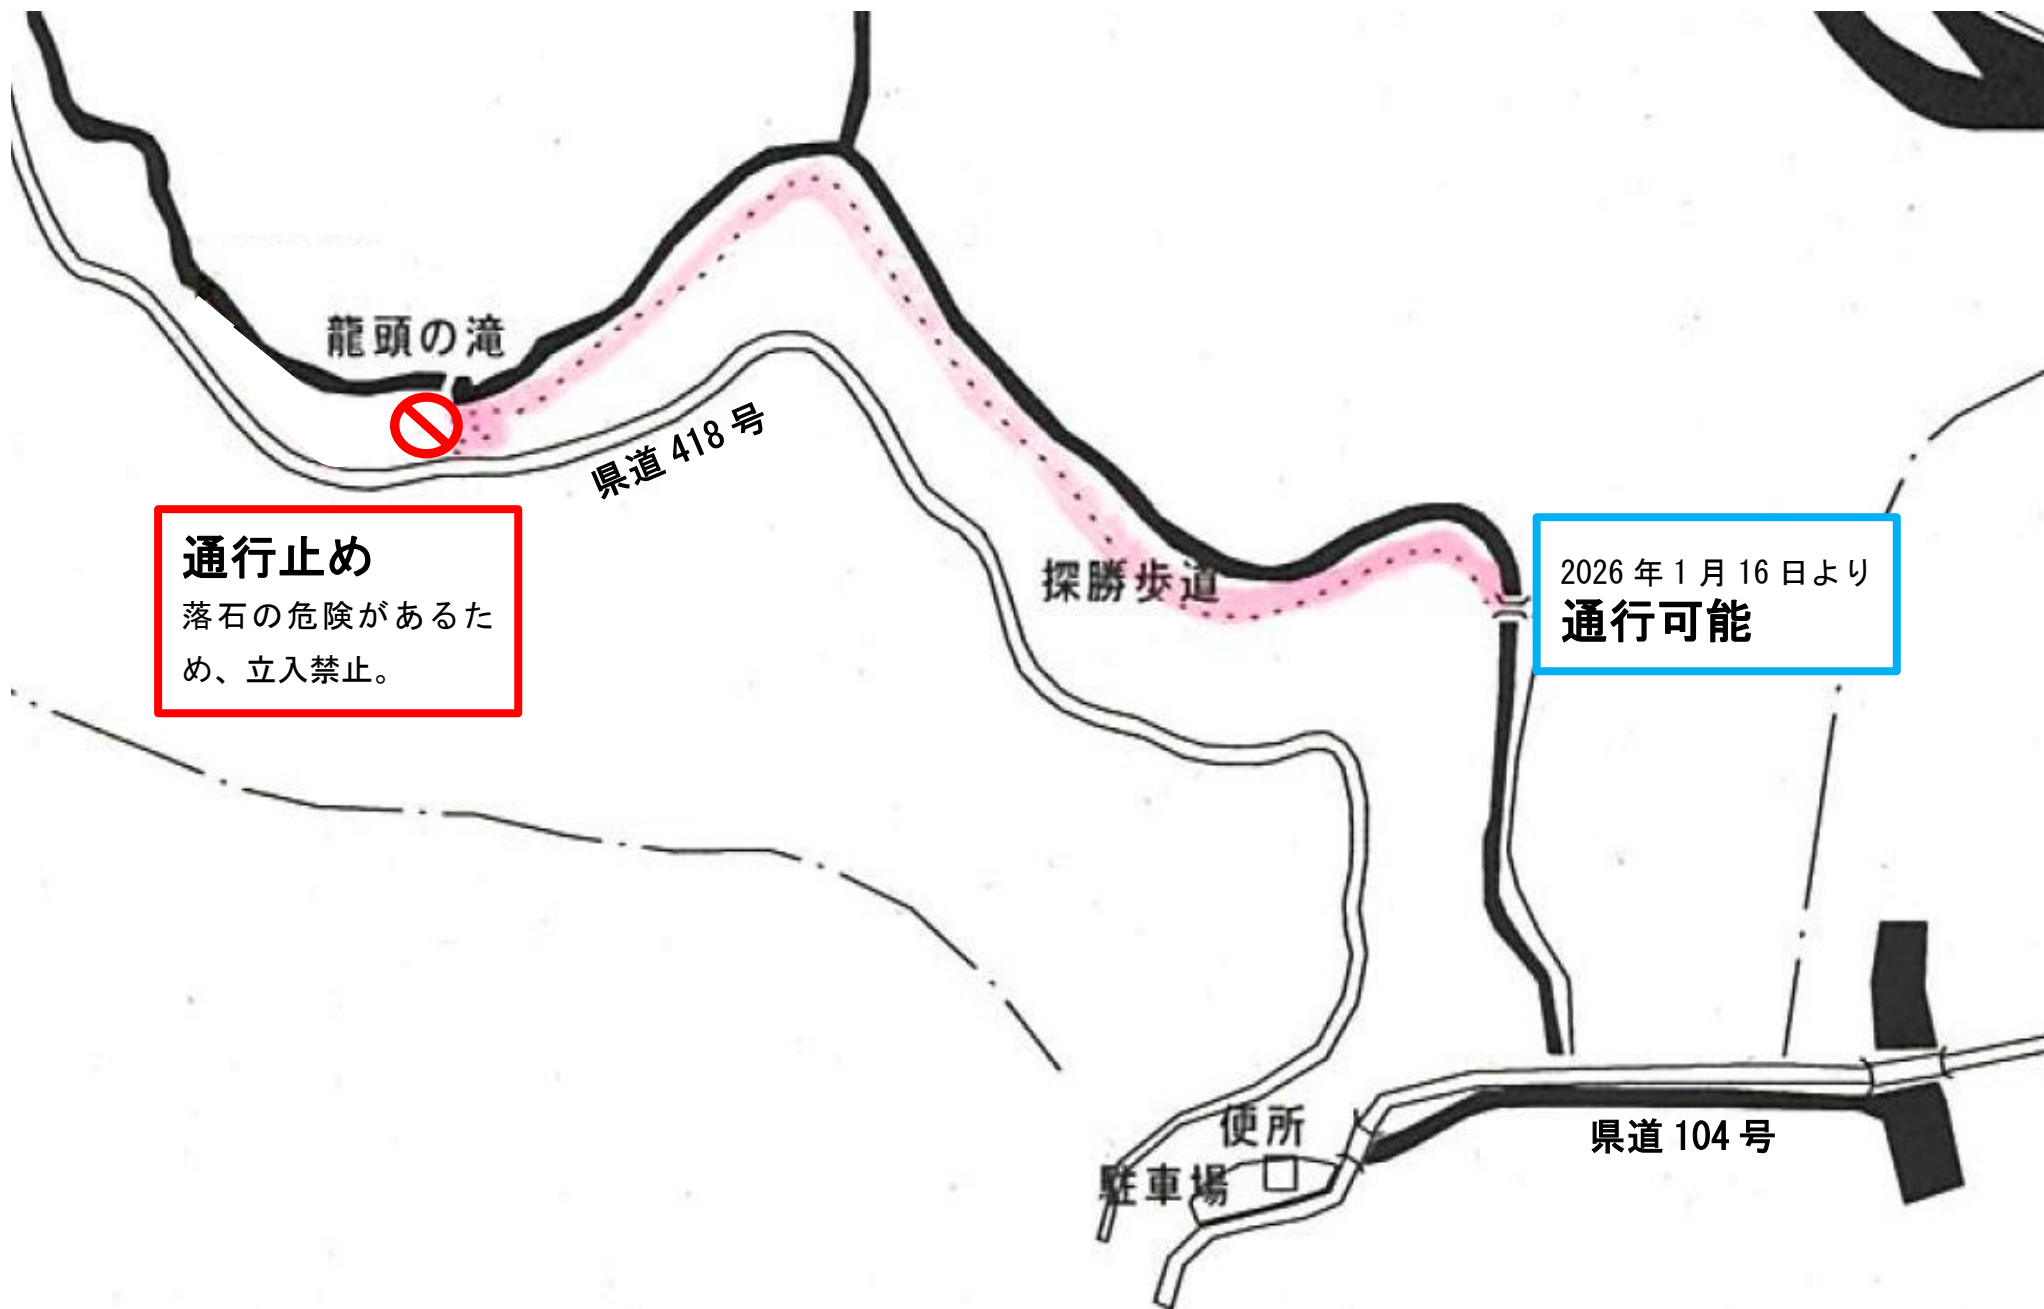 龍頭の滝
県道 418 号
通行止め
落石の危険があるた
め、立入禁止。
探勝歩道
2026 年 1 月 16 日より
通行可能
便所
駐車場
県道 104 号